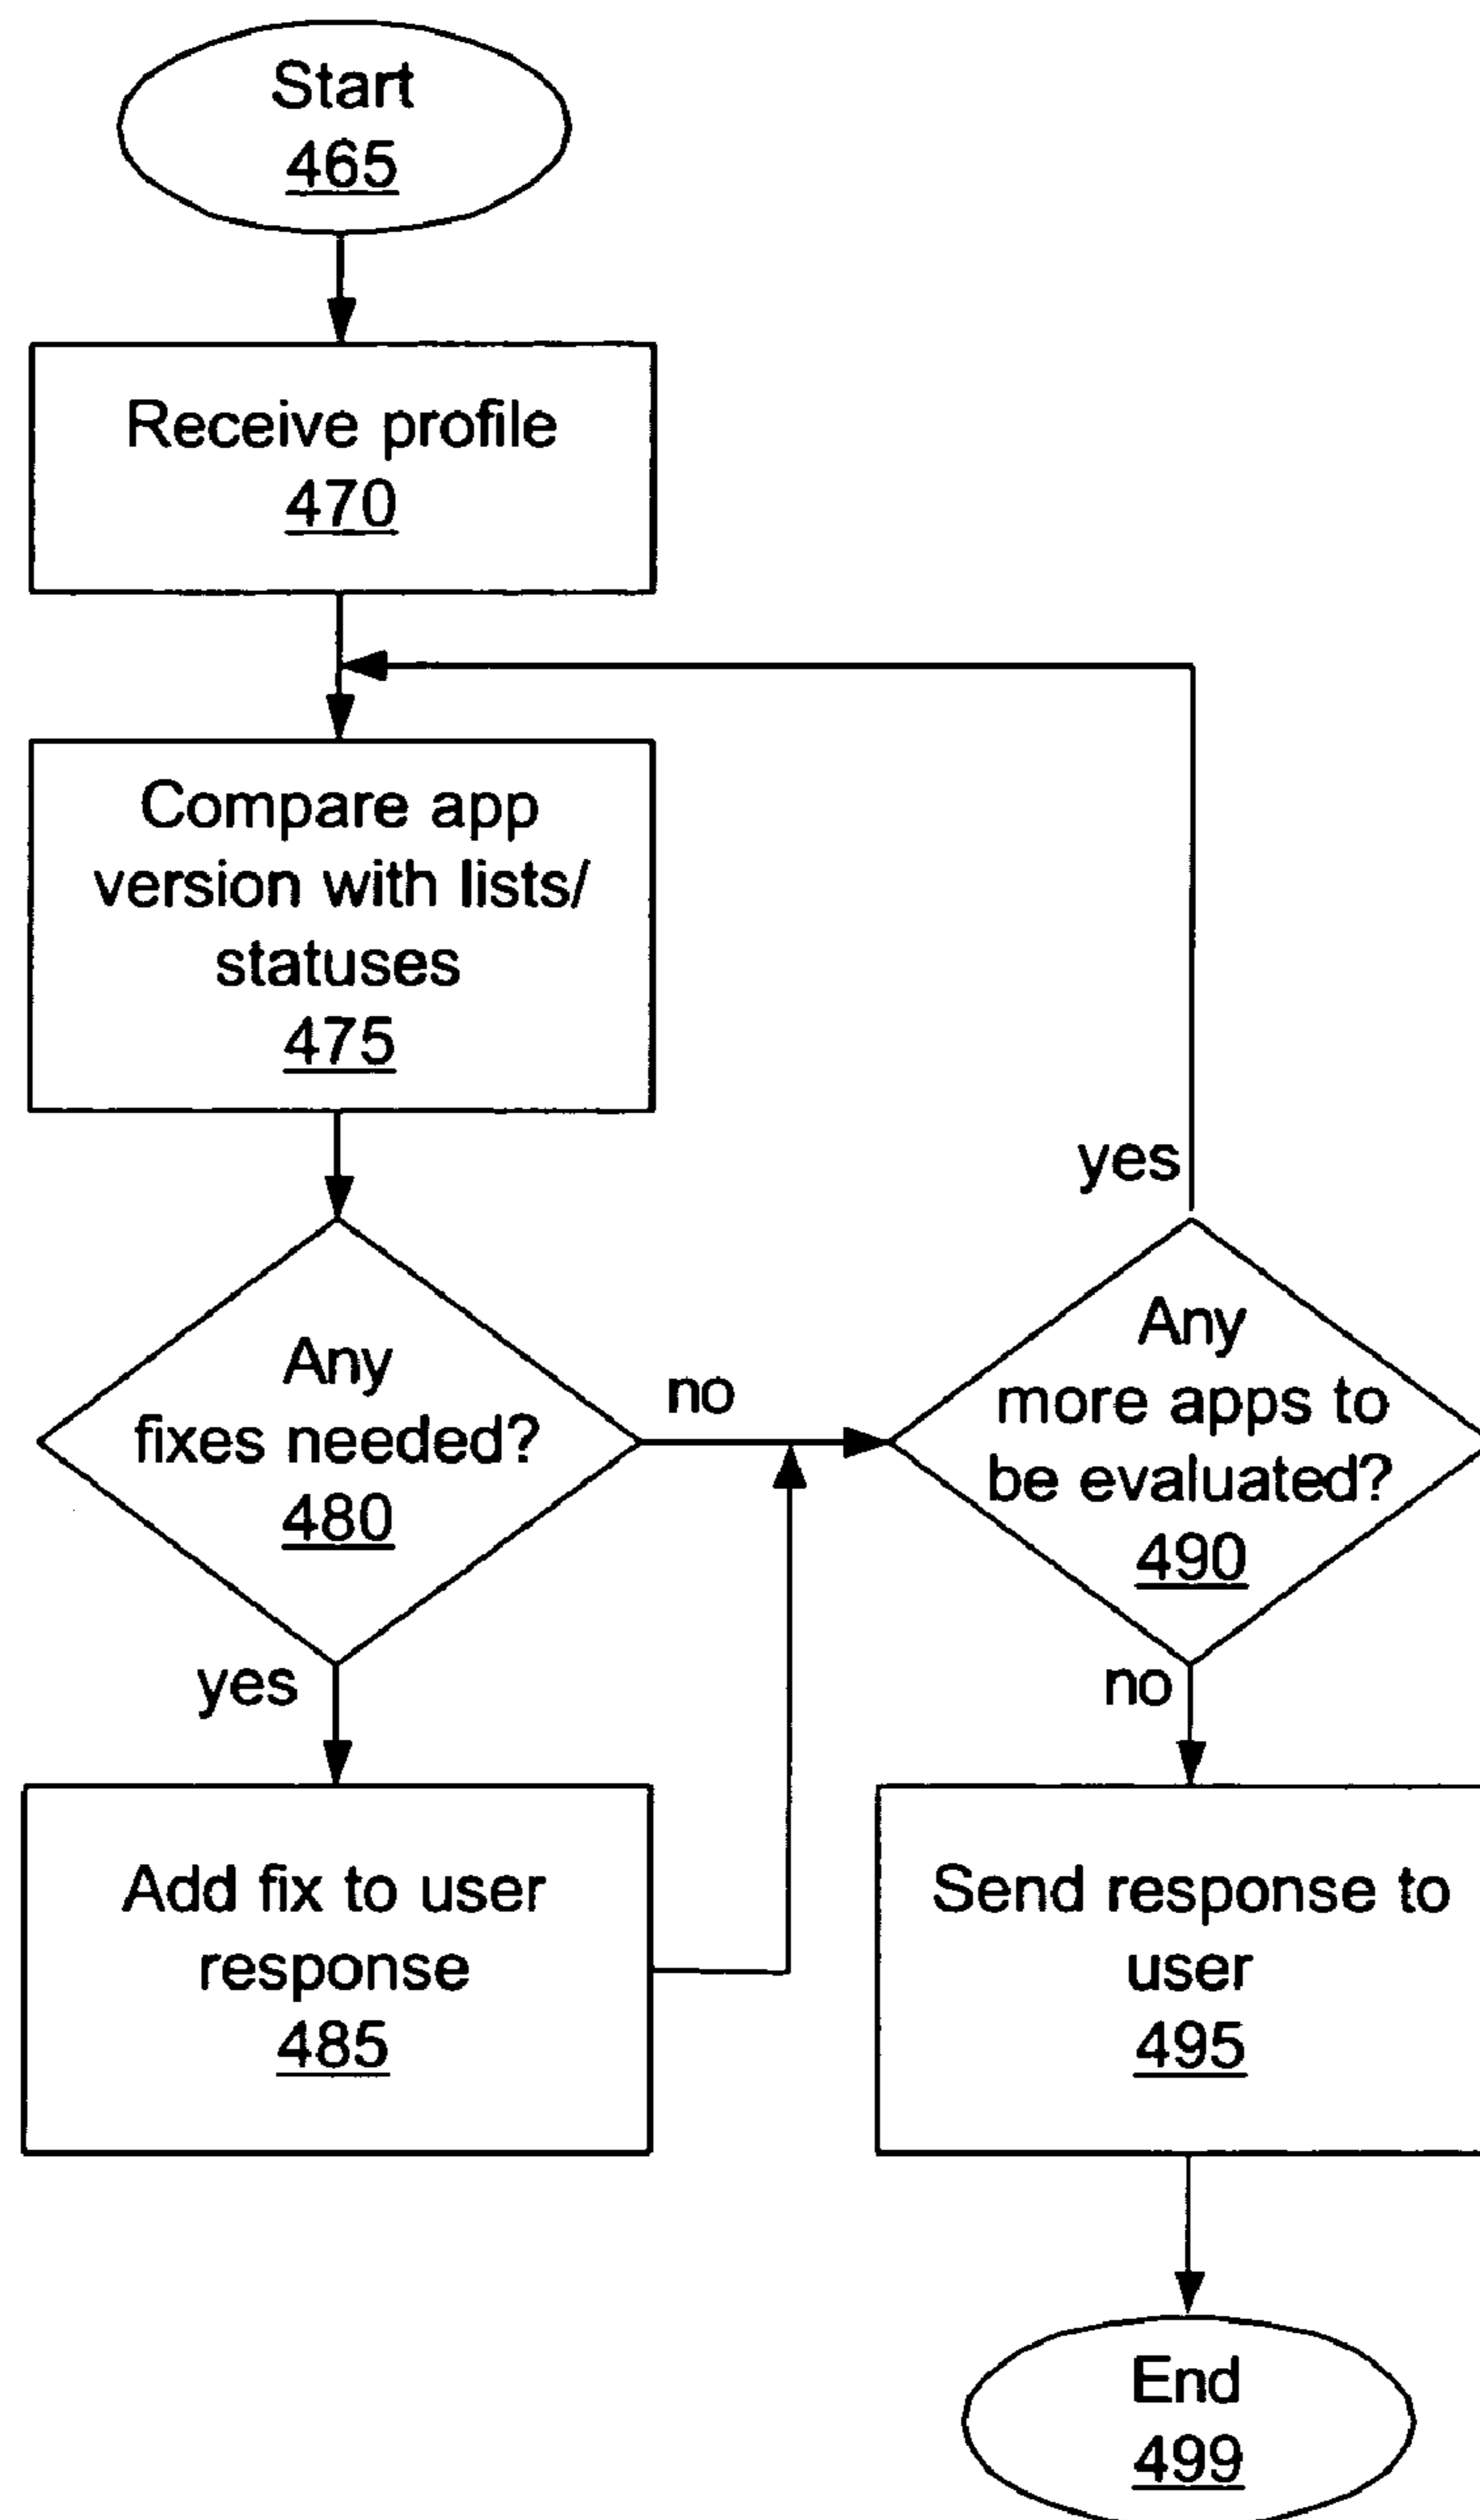 Start
465
Receive profile
470
Compare app
version with lists/
statuses
475
Any
fixes needed?
480
no
yes
Add fix to user
response
485
yes
Any
more apps to
be evaluated?
490
no
Send response to
user
495
End
499